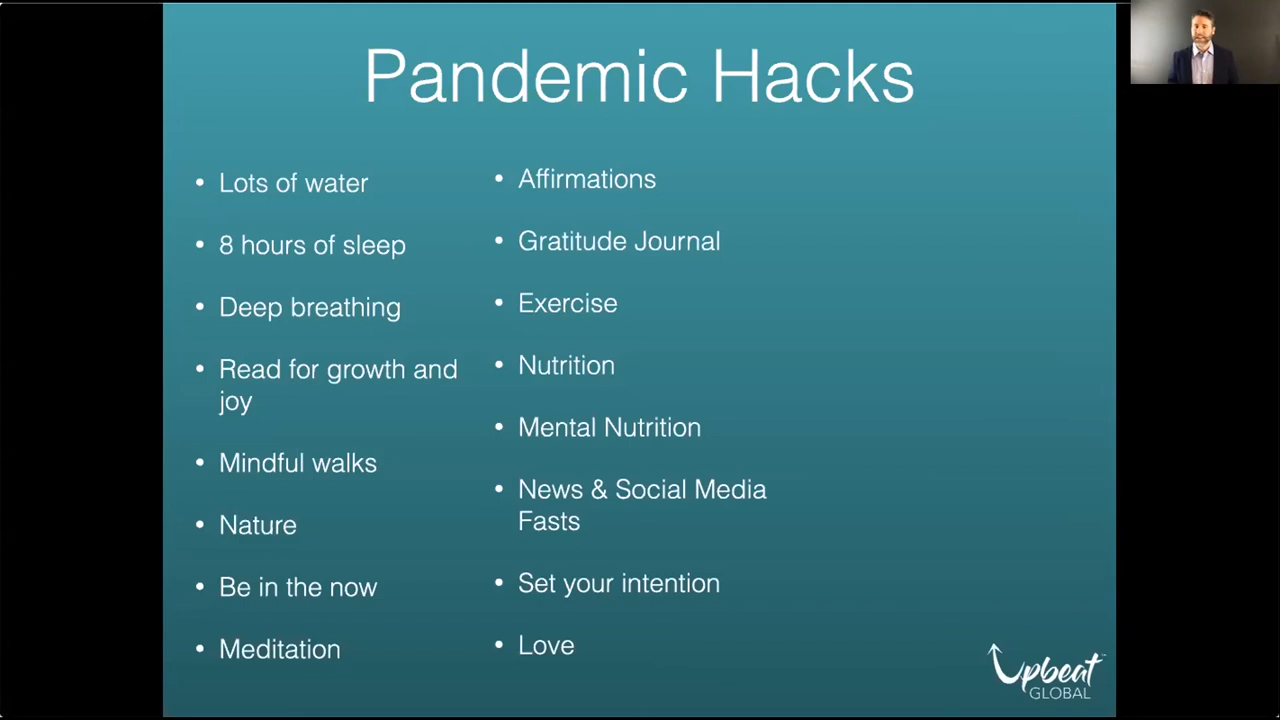 Pandemic Hacks
• Lots of water
• 8 hours of sleep
• Deep breathing
• Read for growth and
joy
• Mindful walks
• Nature
• Be in the now
• Meditation
• Affirmations
• Gratitude Journal
• Exercise
• Nutrition
• Mental Nutrition
• News & Social Media
Fasts
• Set your intention
• Love
Upbeat
GLOBAL